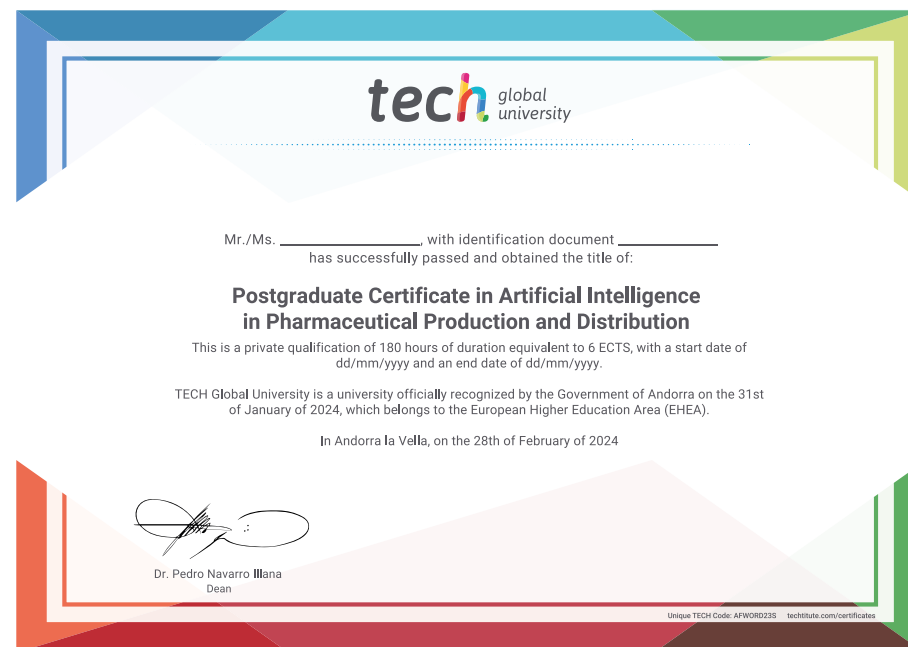 tech global university
Mr./Ms. ____________________, with identification document ______________
has successfully passed and obtained the title of:
Postgraduate Certificate in Artificial Intelligence
in Pharmaceutical Production and Distribution
This is a private qualification of 180 hours of duration equivalent to 6 ECTS, with a start date of
dd/mm/yyyy and an end date of dd/mm/yyyy.
TECH Global University is a university officially recognized by the Government of Andorra on the 31st
of January of 2024, which belongs to the European Higher Education Area (EHEA).
In Andorra la Vella, on the 28th of February of 2024
Dr. Pedro Navarro Illana
Dean
Unique TECH Code: AFWORD23S techtitute.com/certificates